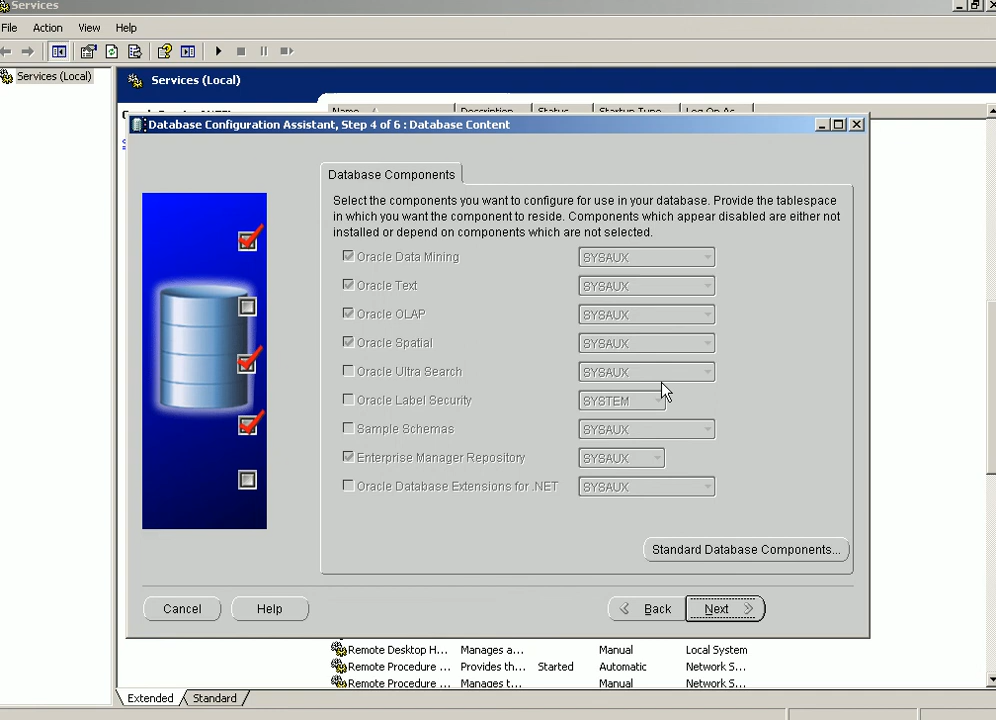 Services
File Action View Help
Services (Local)
Services (Local)
Name Description Status Startup Type Log On As
Database Configuration Assistant, Step 4 of 6 : Database Content
Database Components
Select the components you want to configure for use in your database. Provide the tablespace
in which you want the component to reside. Components which appear disabled are either not
installed or depend on components which are not selected.
Oracle Data Mining SYSAUX
Oracle Text SYSAUX
Oracle OLAP SYSAUX
Oracle Spatial SYSAUX
Oracle Ultra Search SYSAUX
Oracle Label Security SYSTEM
Sample Schemas SYSAUX
Enterprise Manager Repository SYSAUX
Oracle Database Extensions for .NET SYSAUX
Standard Database Components...
Cancel Help Back Next
Remote Desktop H... Manages a... Manual Local System
Remote Procedure ... Provides th... Started Automatic Network S...
Remote Procedure ... Manages t... Manual Network S...
Extended Standard